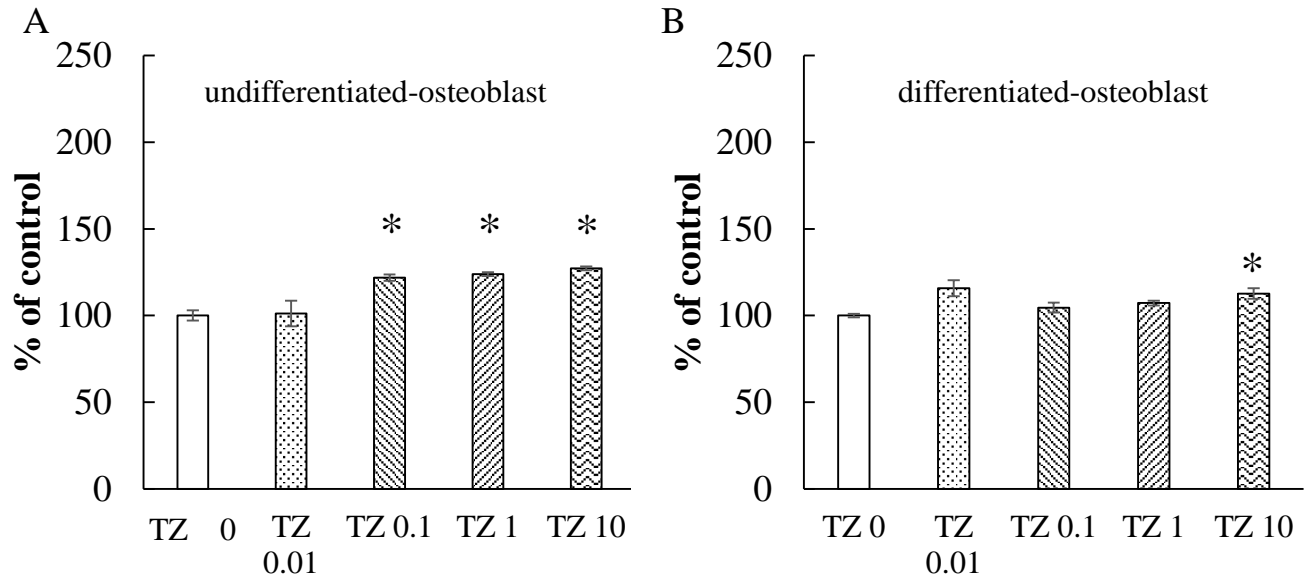 A
undifferentiated-osteoblast
% of control
250
200
150
100
50
0
*
*
*
TZ 0
TZ
0.01
TZ 0.1
TZ 1
TZ 10
B
differentiated-osteoblast
% of control
250
200
150
100
50
0
*
TZ 0
TZ
0.01
TZ 0.1
TZ 1
TZ 10